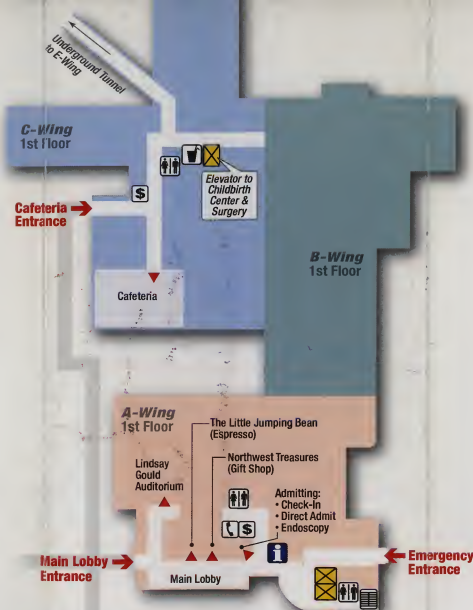 Underground Tunnel
to E-Wing
C-Wing
1st Floor
$
Elevator to
Childbirth
Center &
Surgery
Cafeteria
Entrance
B-Wing
1st Floor
Cafeteria
A-Wing
1st Floor
The Little Jumping Bean
(Espresso)
Northwest Treasures
(Gift Shop)
Lindsay
Gould
Auditorium
Admitting:
• Check-In
• Direct Admit
• Endoscopy
$
i
Main Lobby
Entrance
Main Lobby
Emergency
Entrance